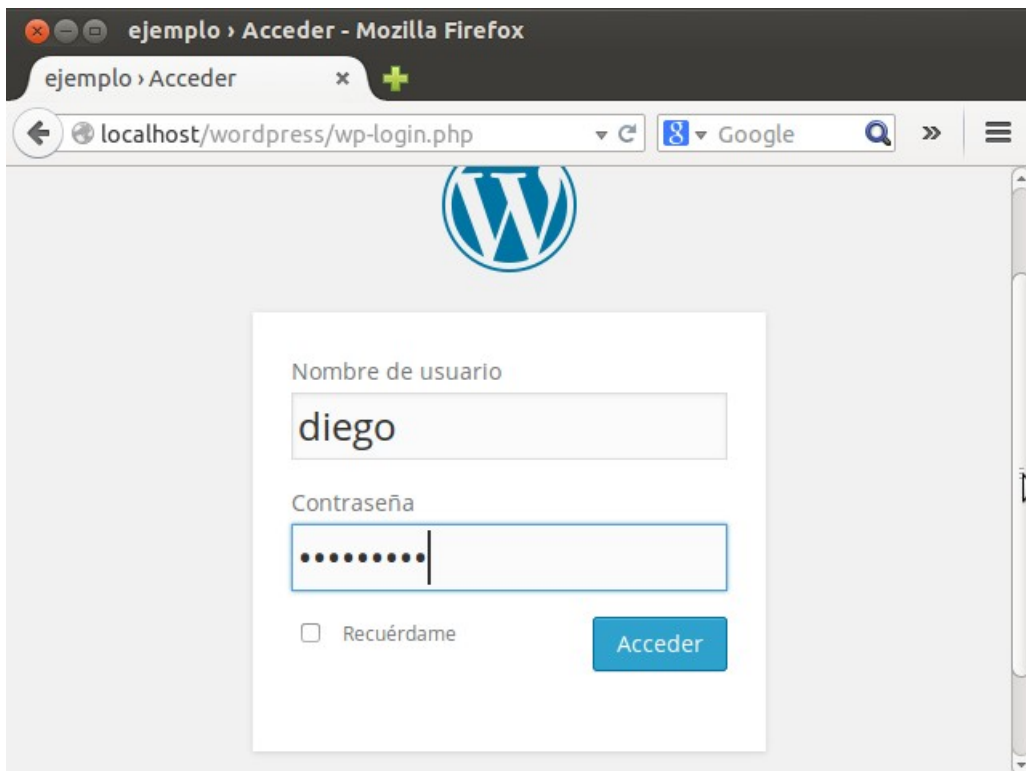 ejemplo › Acceder - Mozilla Firefox
ejemplo › Acceder
localhost/wordpress/wp-login.php
8 Google
W
Nombre de usuario
diego
Contraseña
•••••••••
Recuérdame
Acceder